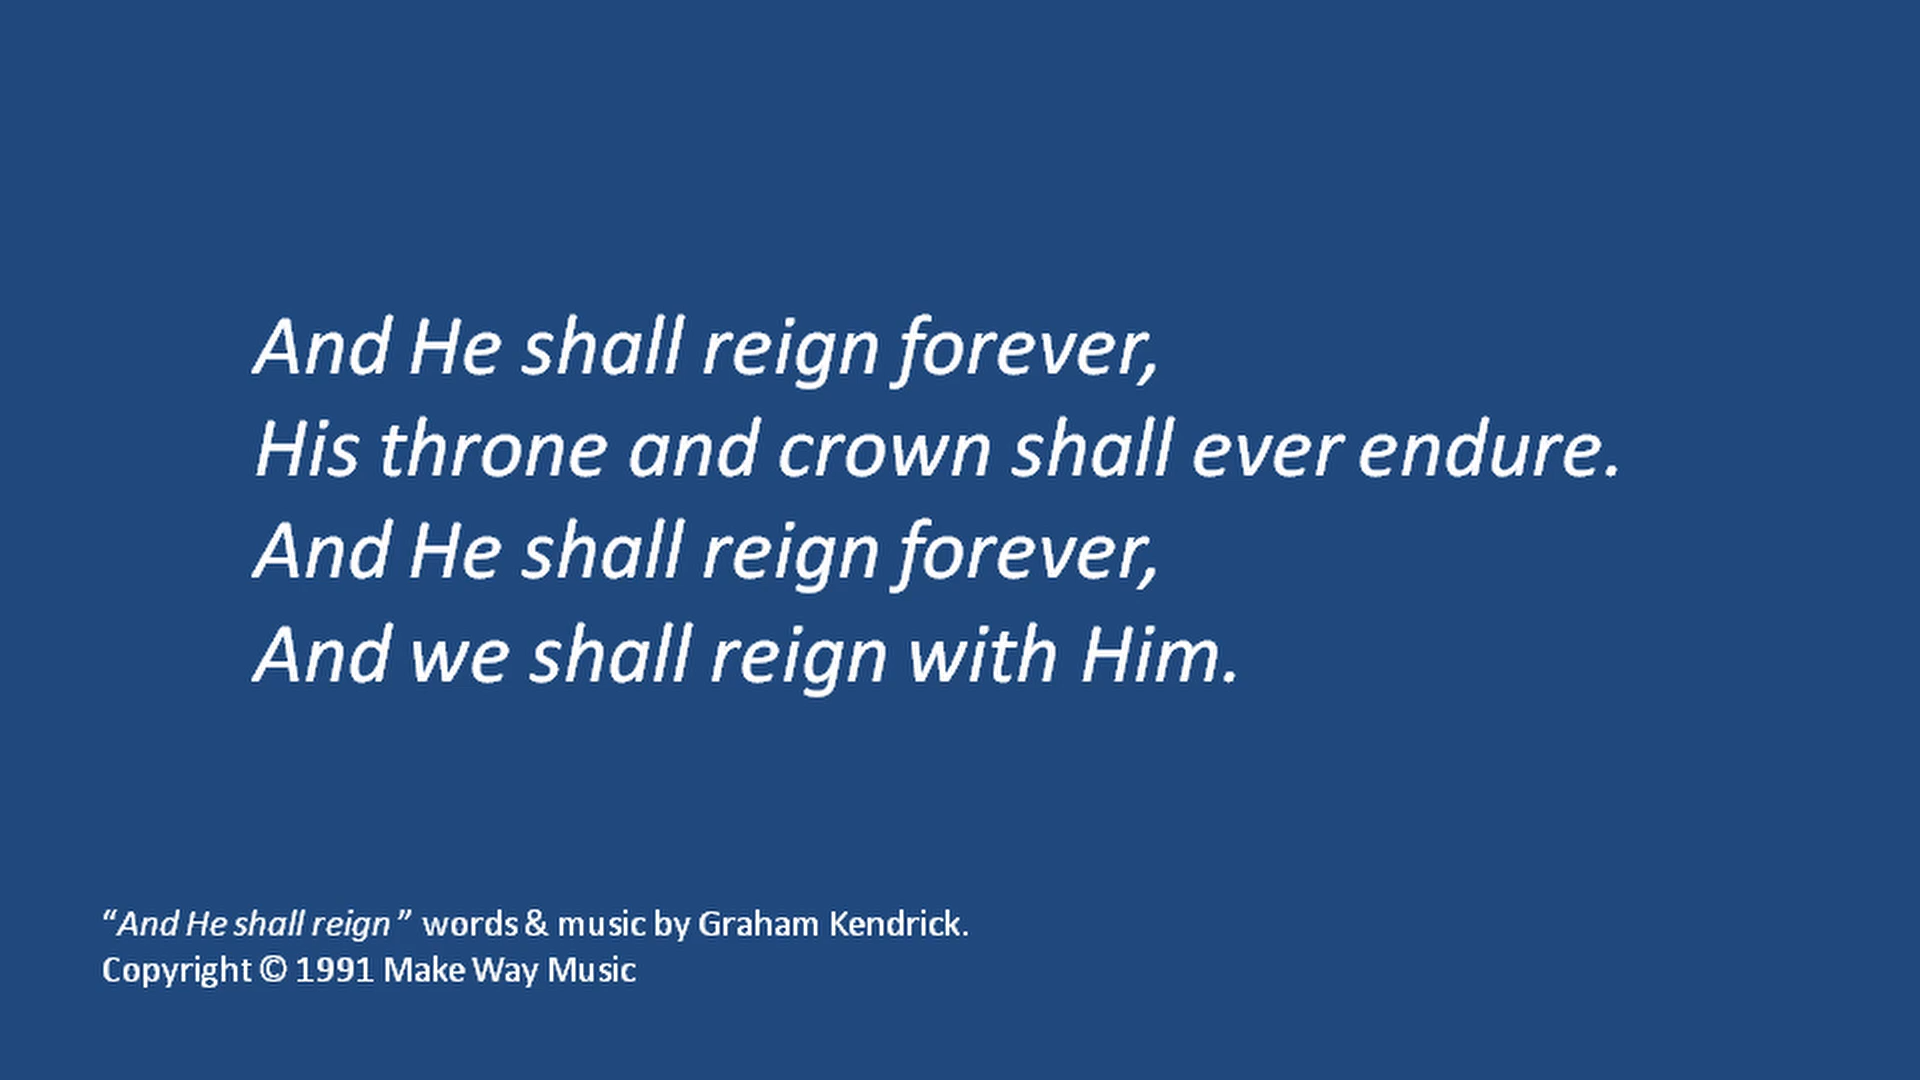 And He shall reign forever,
His throne and crown shall ever endure.
And He shall reign forever,
And we shall reign with Him.
“And He shall reign ” words & music by Graham Kendrick.
Copyright © 1991 Make Way Music